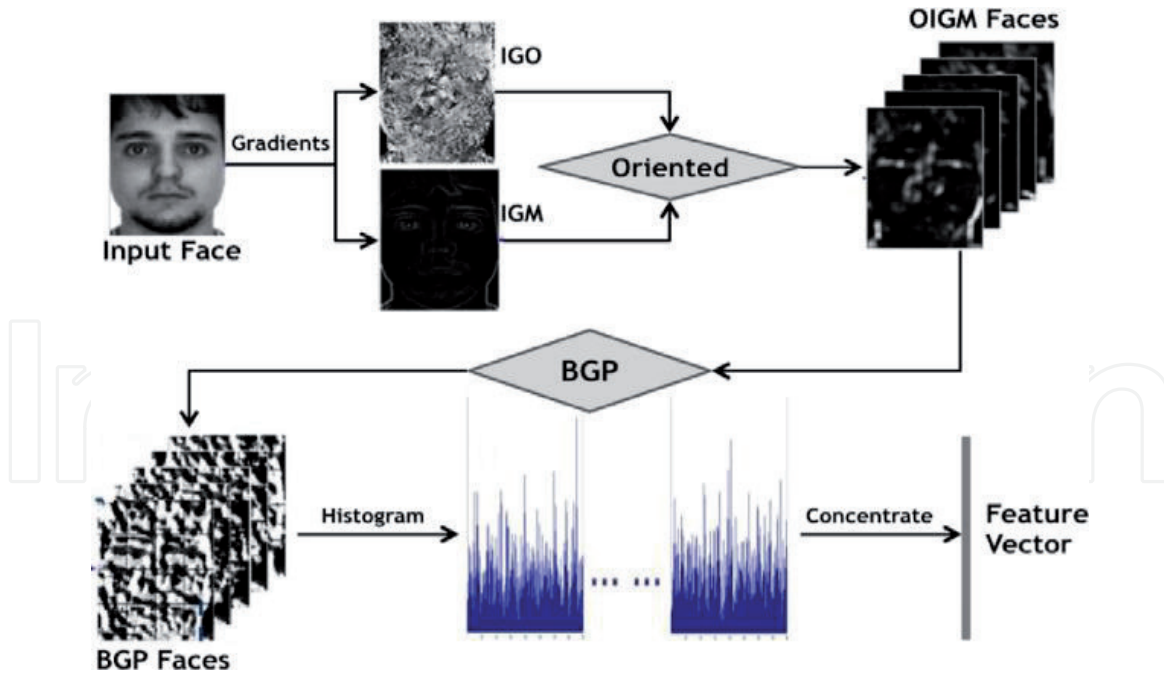 OIGM Faces
IGO
Gradients
Oriented
IGM
Input Face
BGP
Histogram
Concentrate
Feature
Vector
BGP Faces